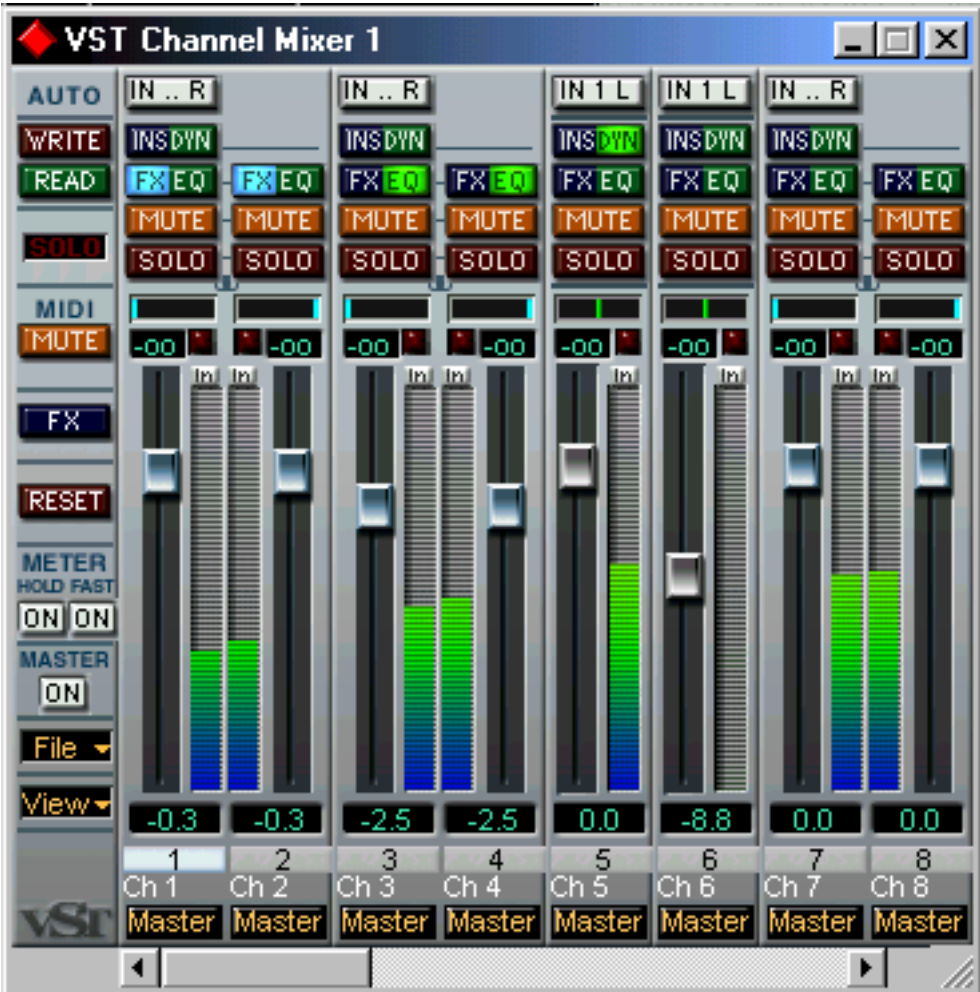 VST Channel Mixer 1
AUTO IN .. R IN .. R IN 1 L IN 1 L IN .. R
WRITE INS DYN INS DYN INS DYN INS DYN INS DYN
READ FX EQ FX EQ FX EQ FX EQ FX EQ FX EQ FX EQ FX EQ
MUTE MUTE MUTE MUTE MUTE MUTE MUTE MUTE
SOLO SOLO SOLO SOLO SOLO SOLO SOLO SOLO SOLO
MIDI
MUTE -oo -oo -oo -oo -oo -oo -oo -oo
In In In In In In In In
FX
RESET
METER
HOLD FAST
ON ON
MASTER
ON
File
View
-0.3 -0.3 -2.5 -2.5 0.0 -8.8 0.0 0.0
1 2 3 4 5 6 7 8
Ch 1 Ch 2 Ch 3 Ch 4 Ch 5 Ch 6 Ch 7 Ch 8
VST Master Master Master Master Master Master Master Master